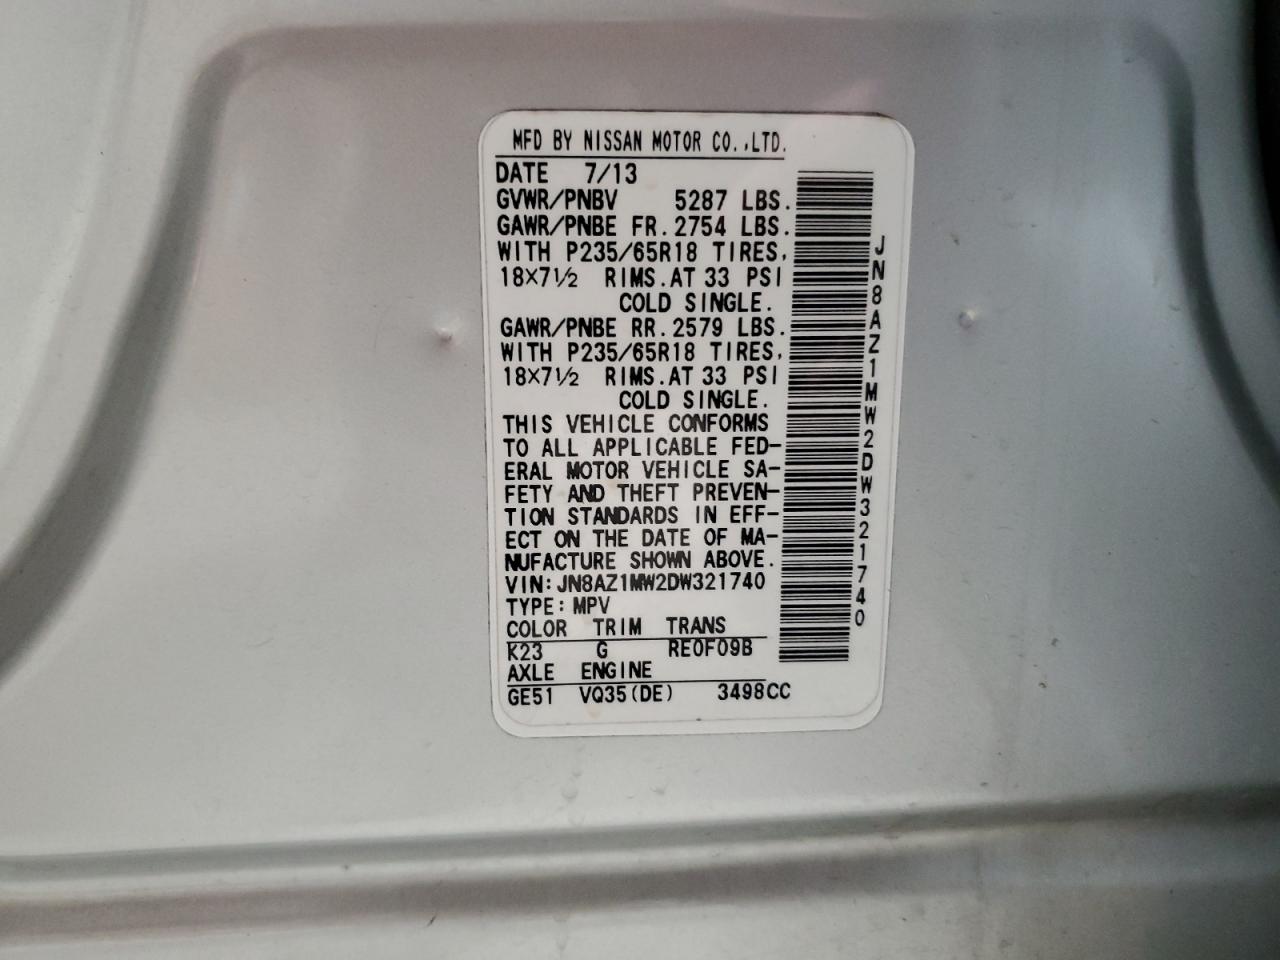 MFD BY NISSAN MOTOR CO.,LTD.
DATE 7/13
GVWR/PNBV 5287 LBS.
GAWR/PNBE FR.2754 LBS.
WITH P235/65R18 TIRES,
18X7½ RIMS.AT 33 PSI
COLD SINGLE.
GAWR/PNBE RR.2579 LBS.
WITH P235/65R18 TIRES,
18X7½ RIMS.AT 33 PSI
COLD SINGLE.
THIS VEHICLE CONFORMS
TO ALL APPLICABLE FED-
ERAL MOTOR VEHICLE SA-
FETY AND THEFT PREVEN-
TION STANDARDS IN EFF-
ECT ON THE DATE OF MA-
NUFACTURE SHOWN ABOVE.
VIN:JN8AZ1MW2DW321740
TYPE:MPV
COLOR TRIM TRANS
K23 G RE0F09B
AXLE ENGINE
GE51 VQ35(DE) 3498CC
JN8AZ1MW2DW321740